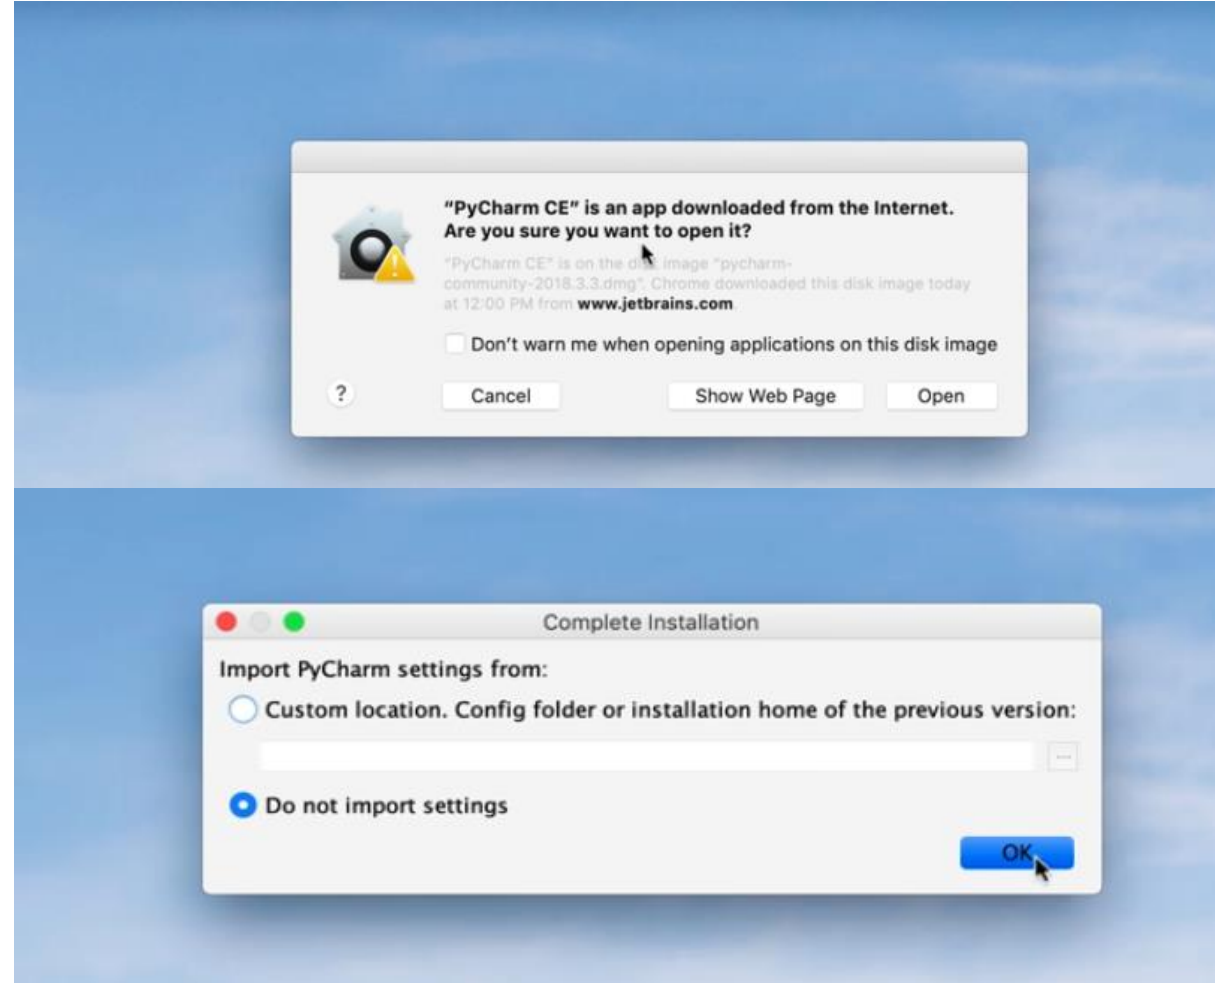 "PyCharm CE" is an app downloaded from the Internet.
Are you sure you want to open it?
"PyCharm CE" is on the disk image "pycharm-
community-2018.3.3.dmg". Chrome downloaded this disk image today
at 12:00 PM from www.jetbrains.com.
Don't warn me when opening applications on this disk image
?
Cancel
Show Web Page
Open
Complete Installation
Import PyCharm settings from:
Custom location. Config folder or installation home of the previous version:
...
Do not import settings
OK